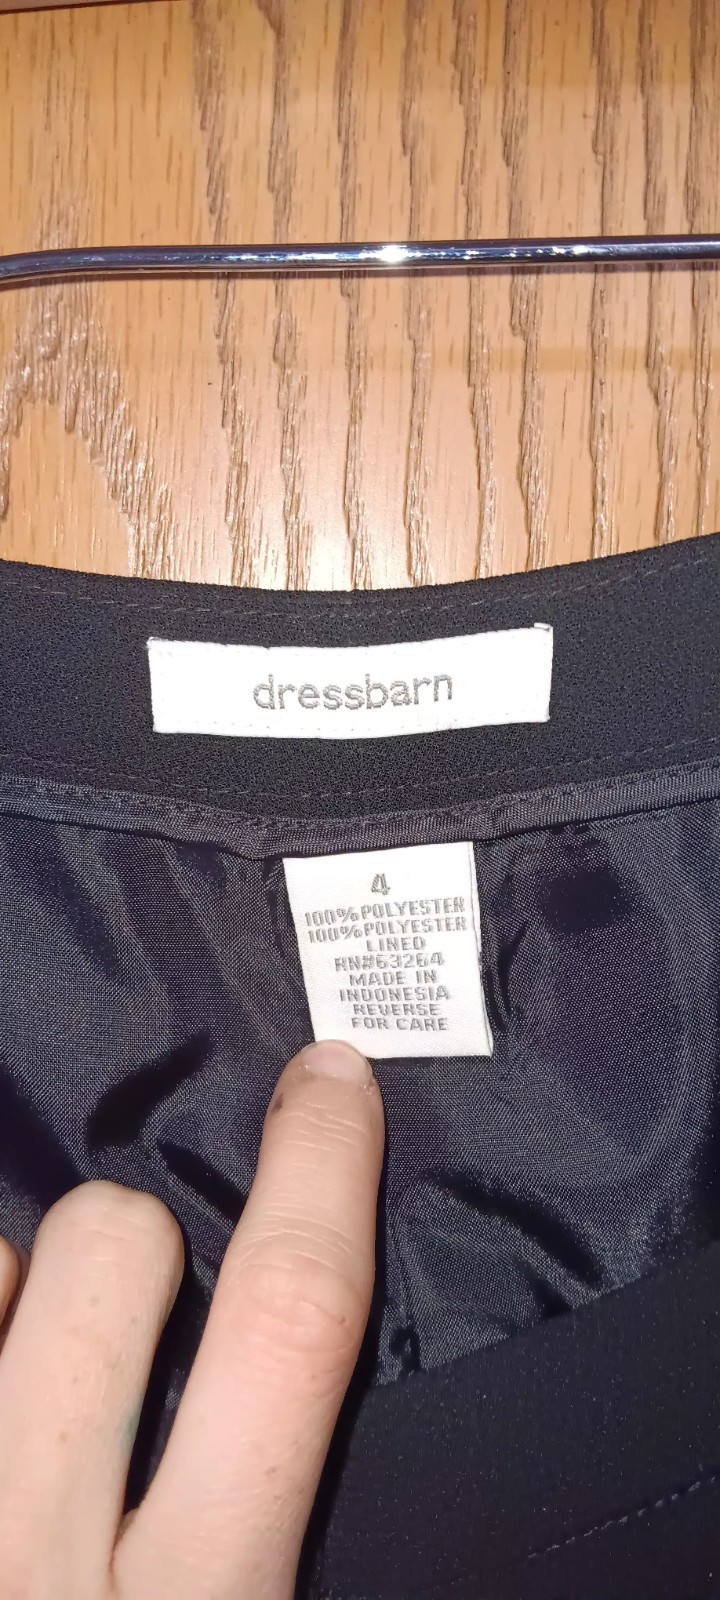 dressbarn
4
100%POLYESTER
100%POLYESTER
LINED
RN#63264
MADE IN
INDONESIA
REVERSE
FOR CARE